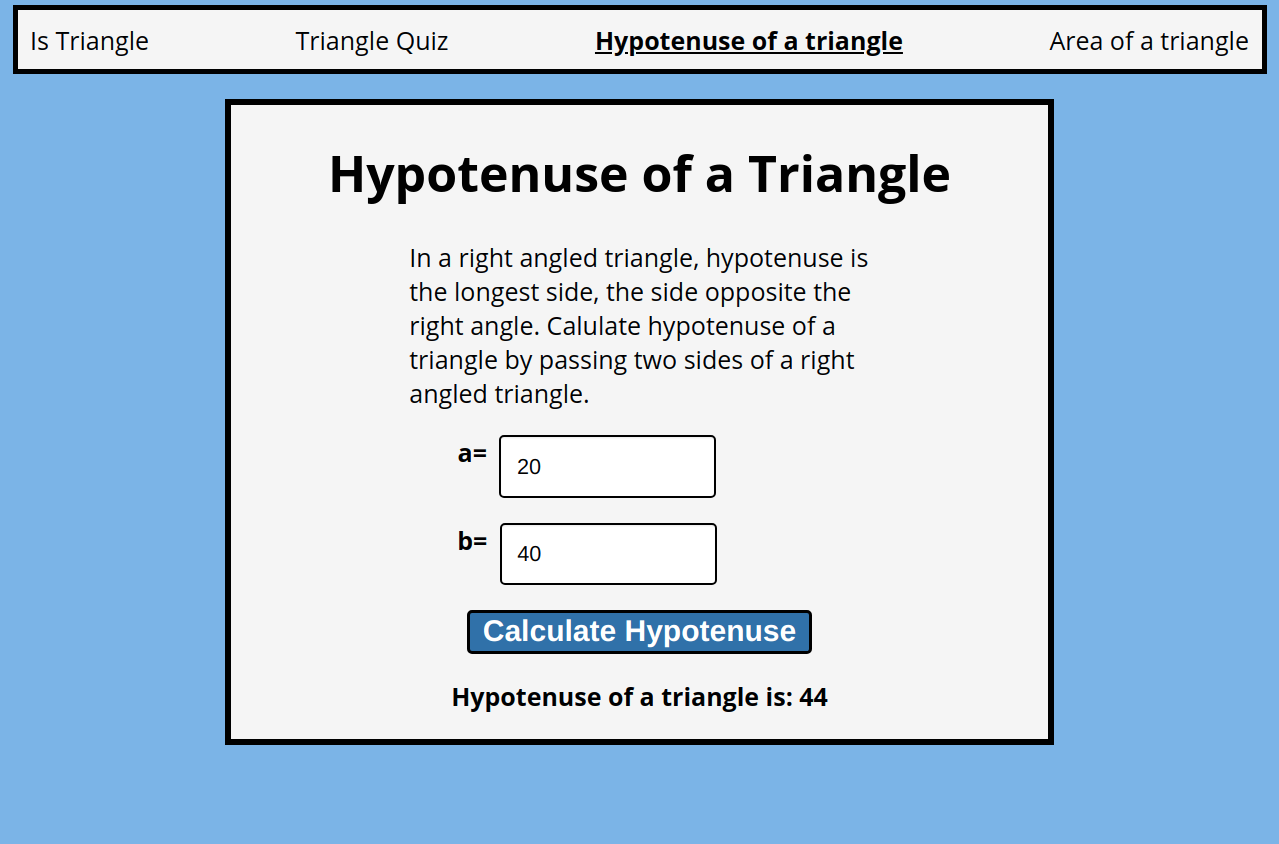 Is Triangle
Triangle Quiz
Hypotenuse of a triangle
Area of a triangle
Hypotenuse of a Triangle
In a right angled triangle, hypotenuse is
the longest side, the side opposite the
right angle. Calulate hypotenuse of a
triangle by passing two sides of a right
angled triangle.
a= 20
b= 40
Calculate Hypotenuse
Hypotenuse of a triangle is: 44